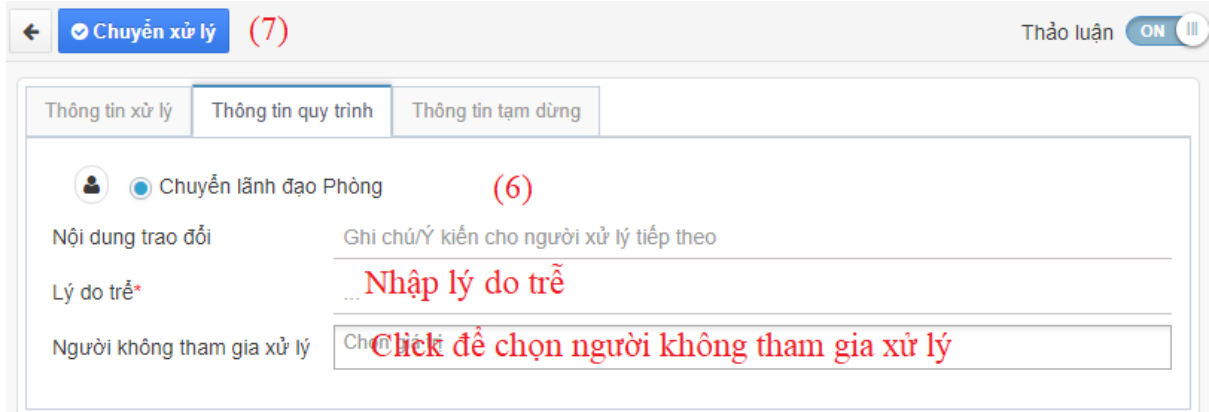 Chuyển xử lý (7) Thảo luận ON
Thông tin xử lý Thông tin quy trình Thông tin tạm dừng
Chuyển lãnh đạo Phòng (6)
Nội dung trao đổi Ghi chú/Ý kiến cho người xử lý tiếp theo
Lý do trễ* ... Nhập lý do trễ
Người không tham gia xử lý Chọn giá trị Click để chọn người không tham gia xử lý